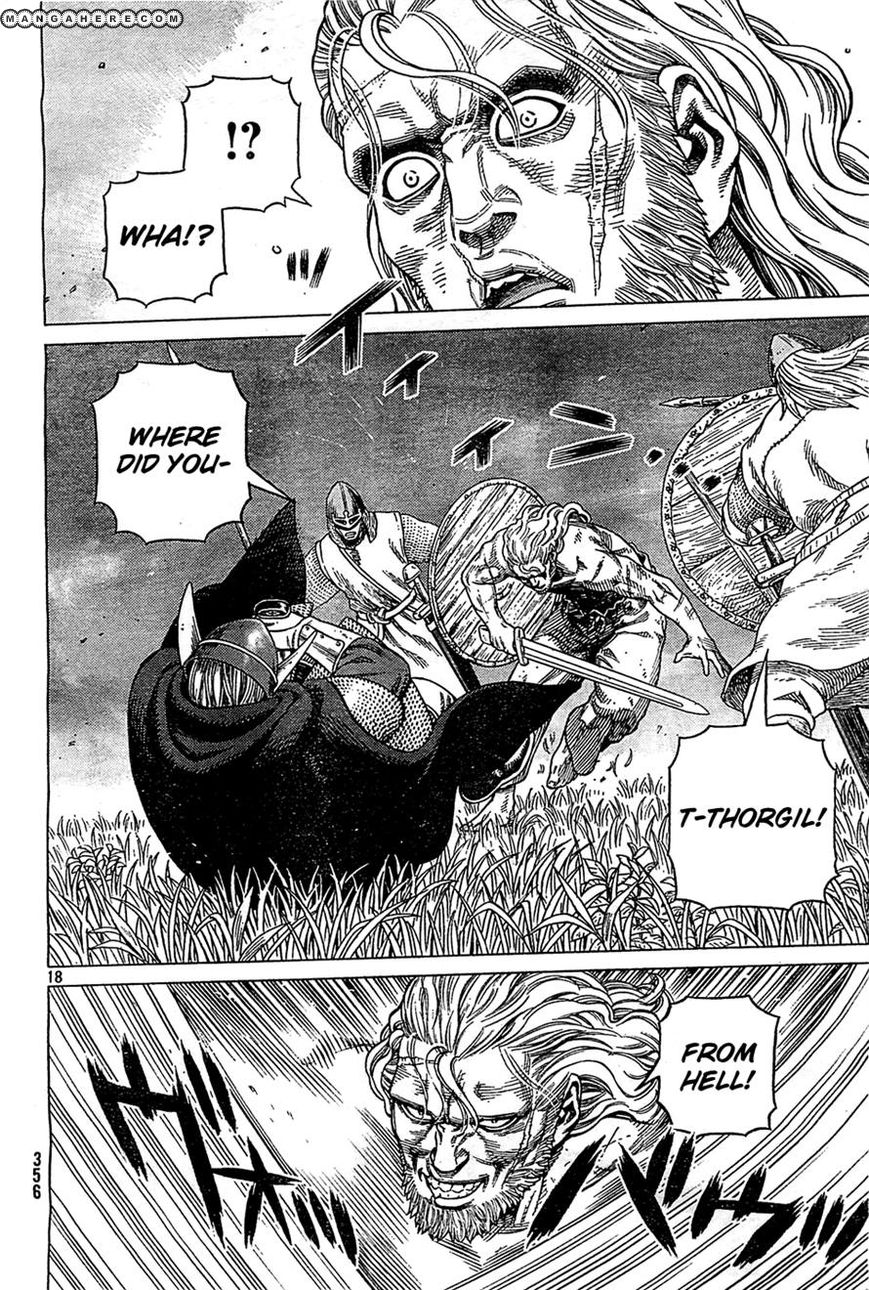 MANGAHERE.COM
!?
WHA!?
WHERE
DID YOU-
T-THORGIL!
18
FROM
HELL!
356